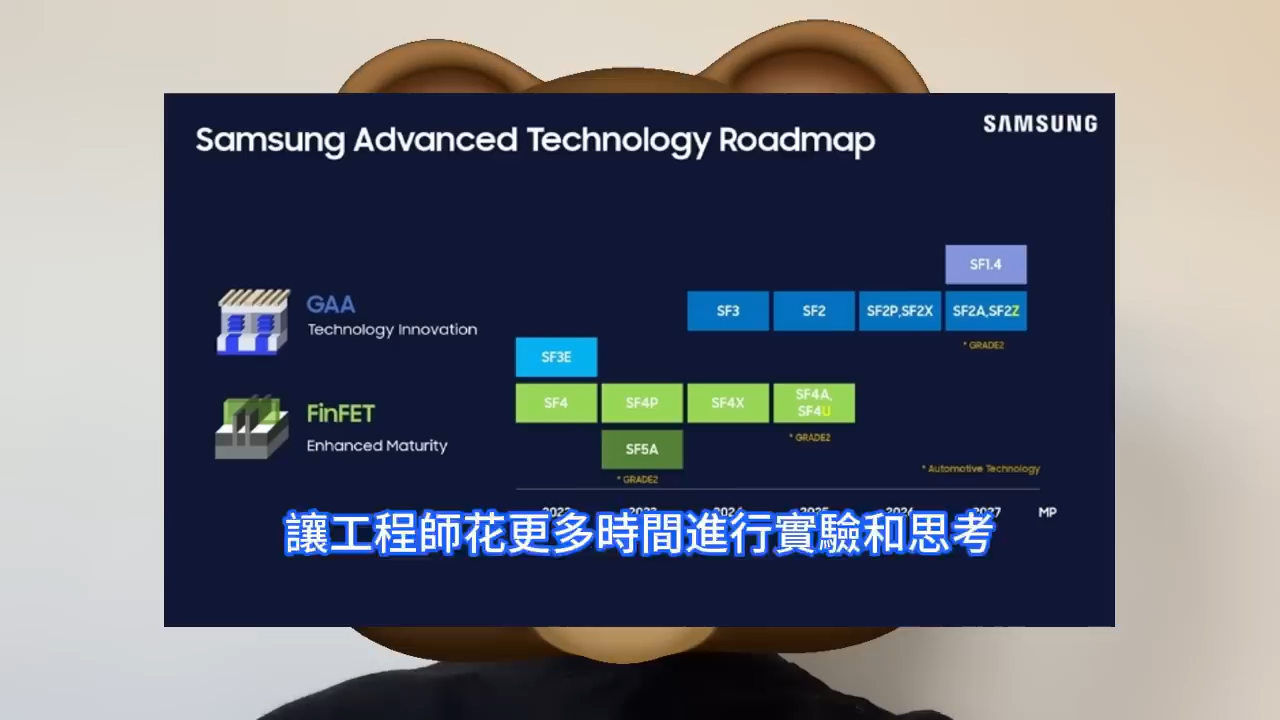 Samsung Advanced Technology Roadmap
SAMSUNG
SF1.4
GAA
Technology Innovation
SF3
SF2
SF2P,SF2X
SF2A,SF2Z
* GRADE2
SF3E
FinFET
Enhanced Maturity
SF4
SF4P
SF4X
SF4A,
SF4U
* GRADE2
SF5A
* GRADE2
* Automotive Technology
MP
讓工程師花更多時間進行實驗和思考